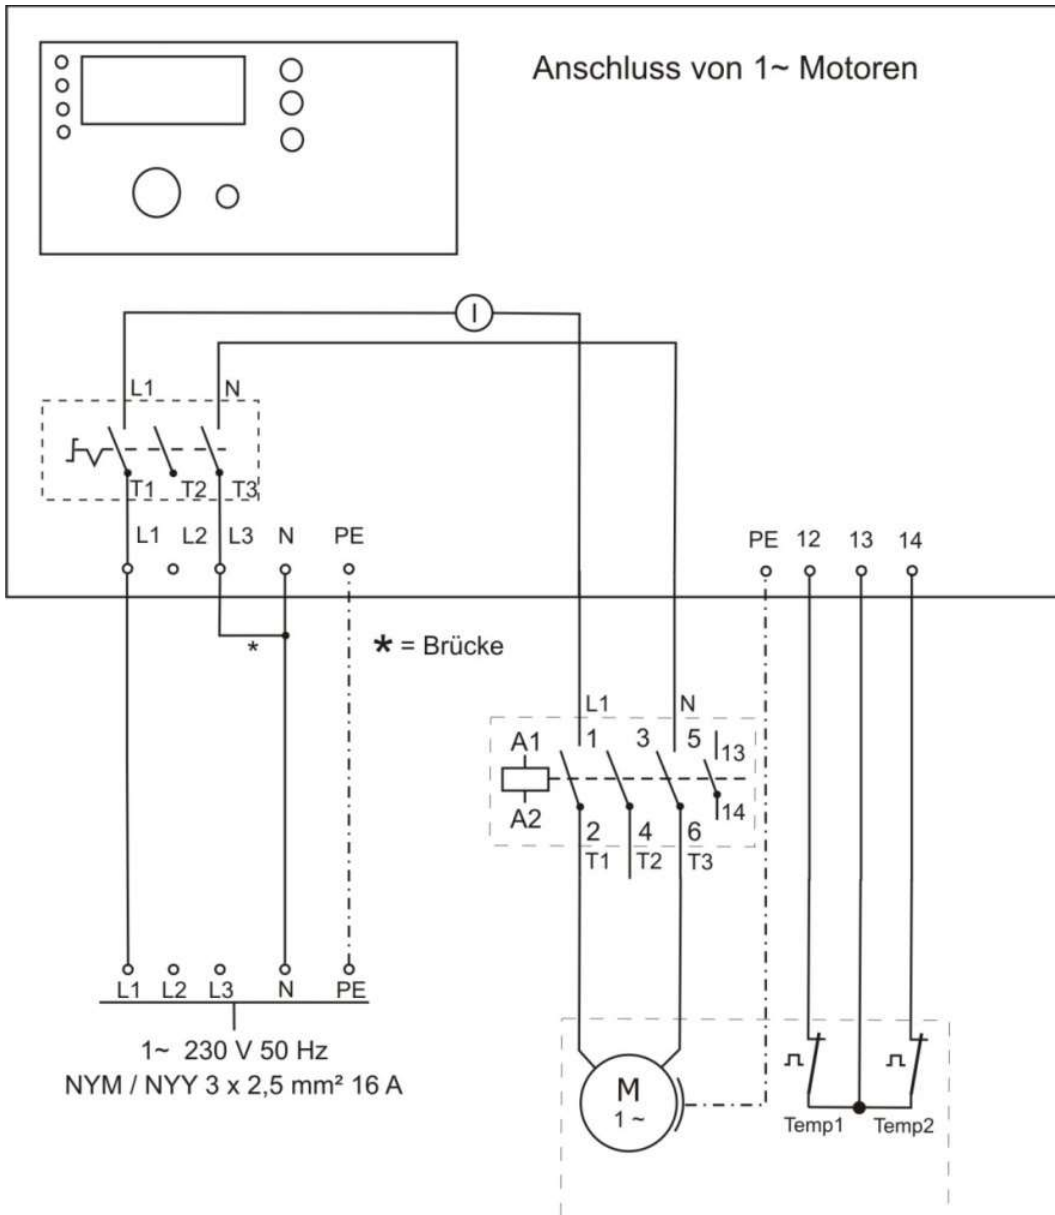 Anschluss von 1~ Motoren
I
L1 N
T1 T2 T3
L1 L2 L3 N PE
PE 12 13 14
* * = Brücke
L1 N
A1 1 3 5 13
A2 2 4 6 14
T1 T2 T3
L1 L2 L3 N PE
1~ 230 V 50 Hz
NYM / NYY 3 x 2,5 mm² 16 A
M
1 ~
Temp1 Temp2